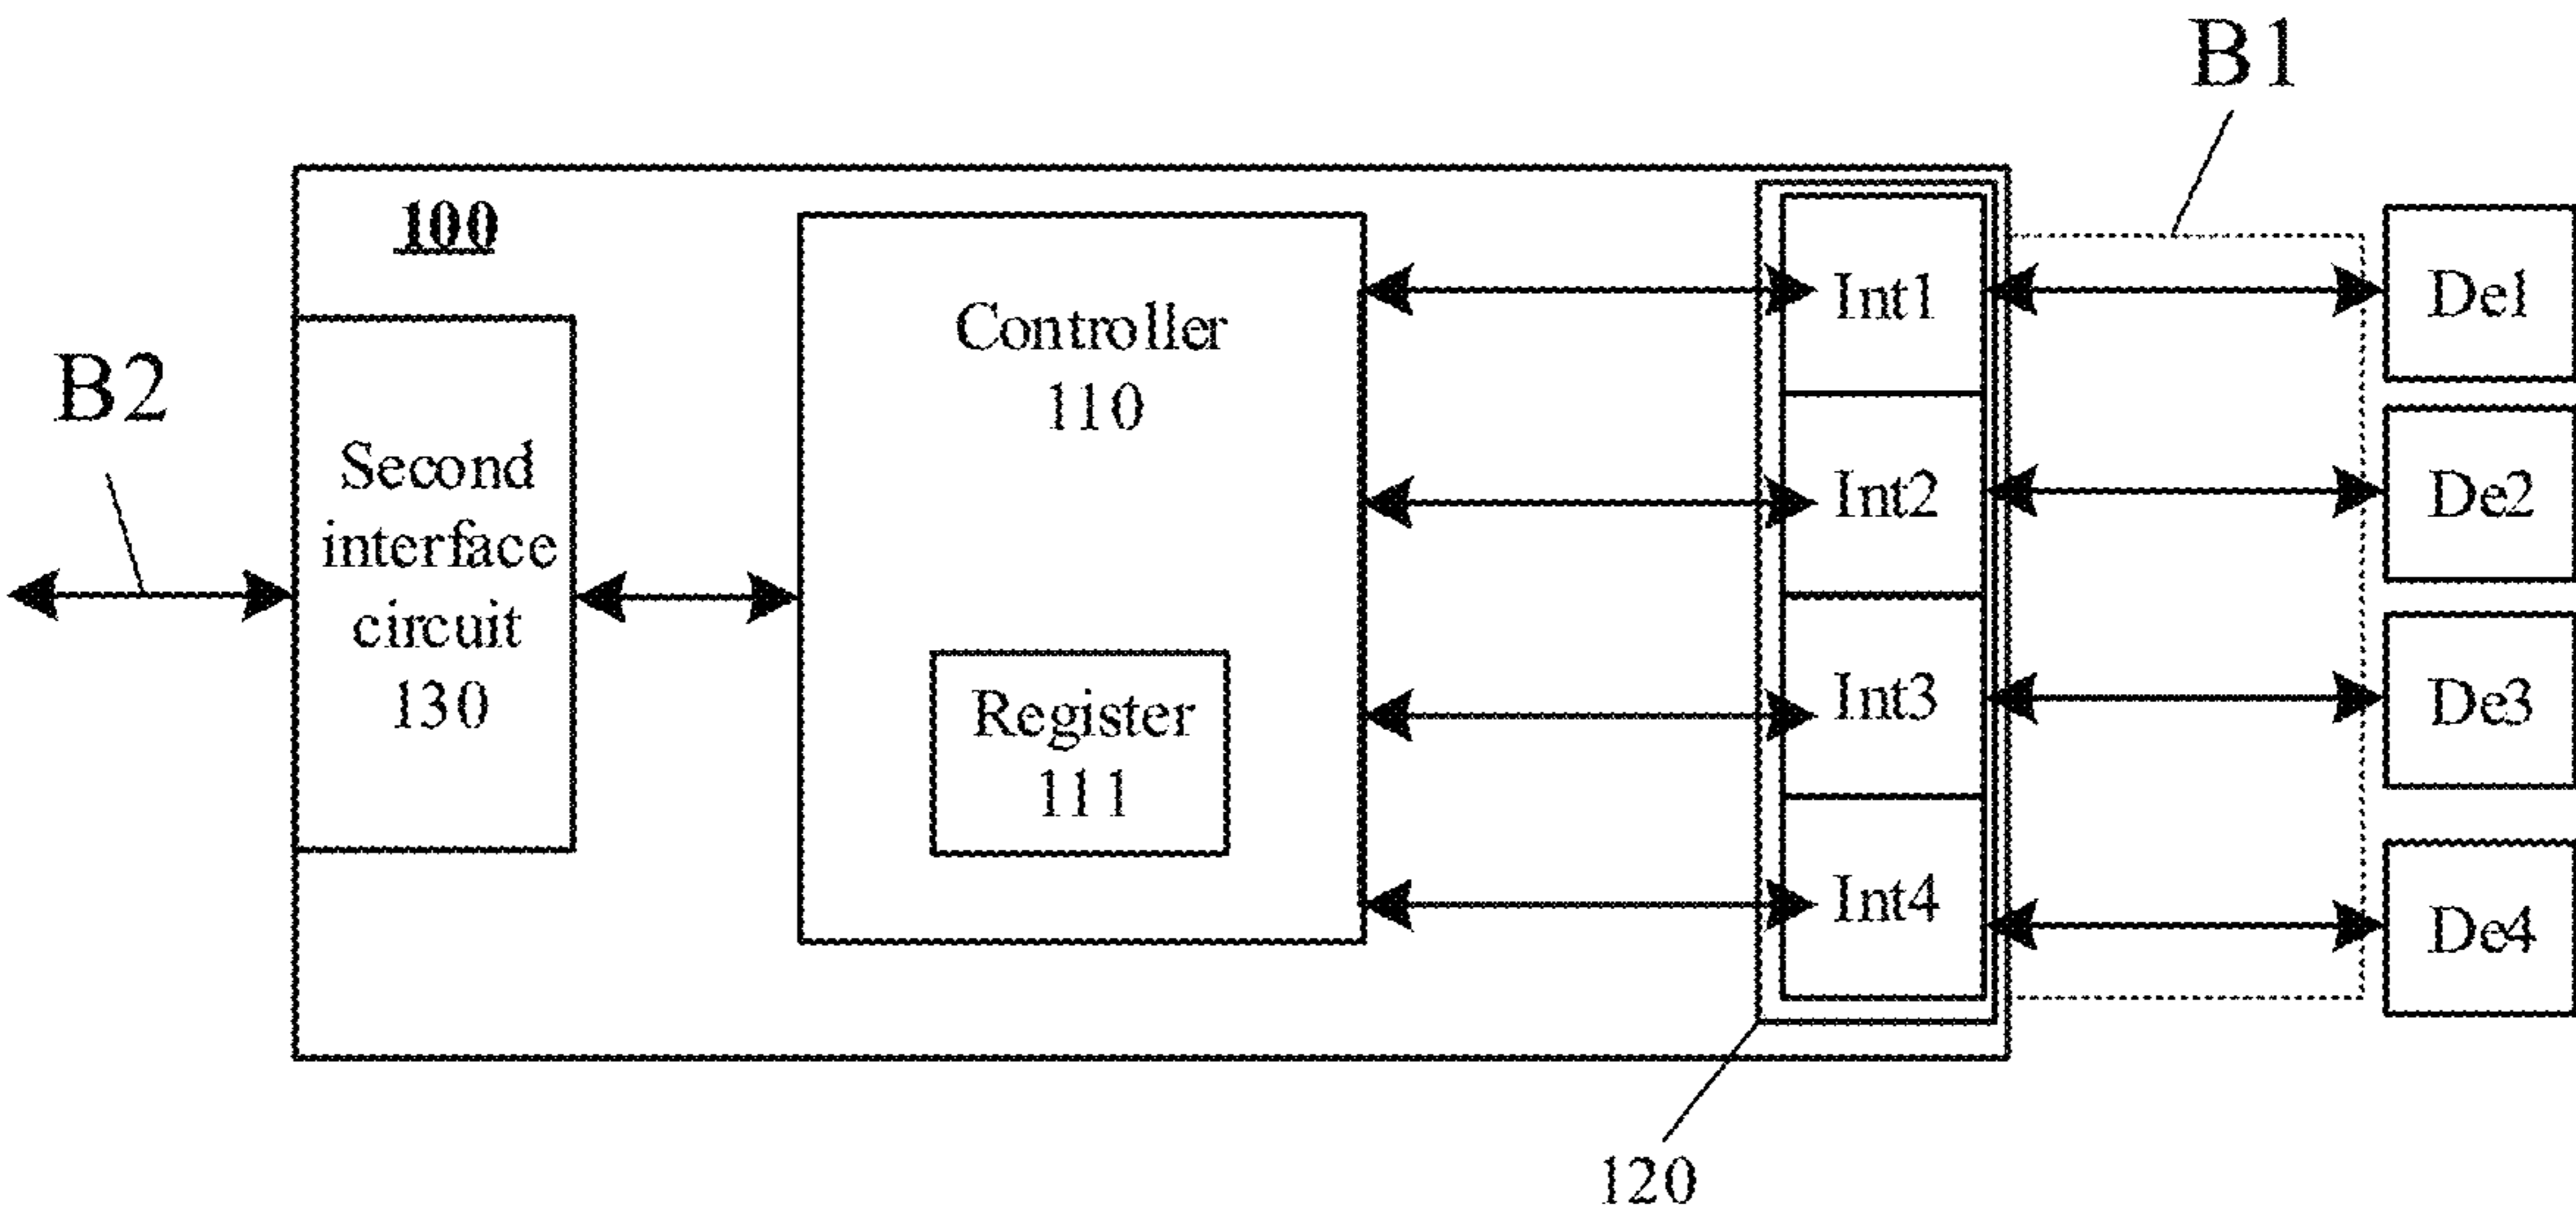 B1
100
B2
Second
interface
circuit
130
Controller
110
Register
111
Int1
Int2
Int3
Int4
De1
De2
De3
De4
120